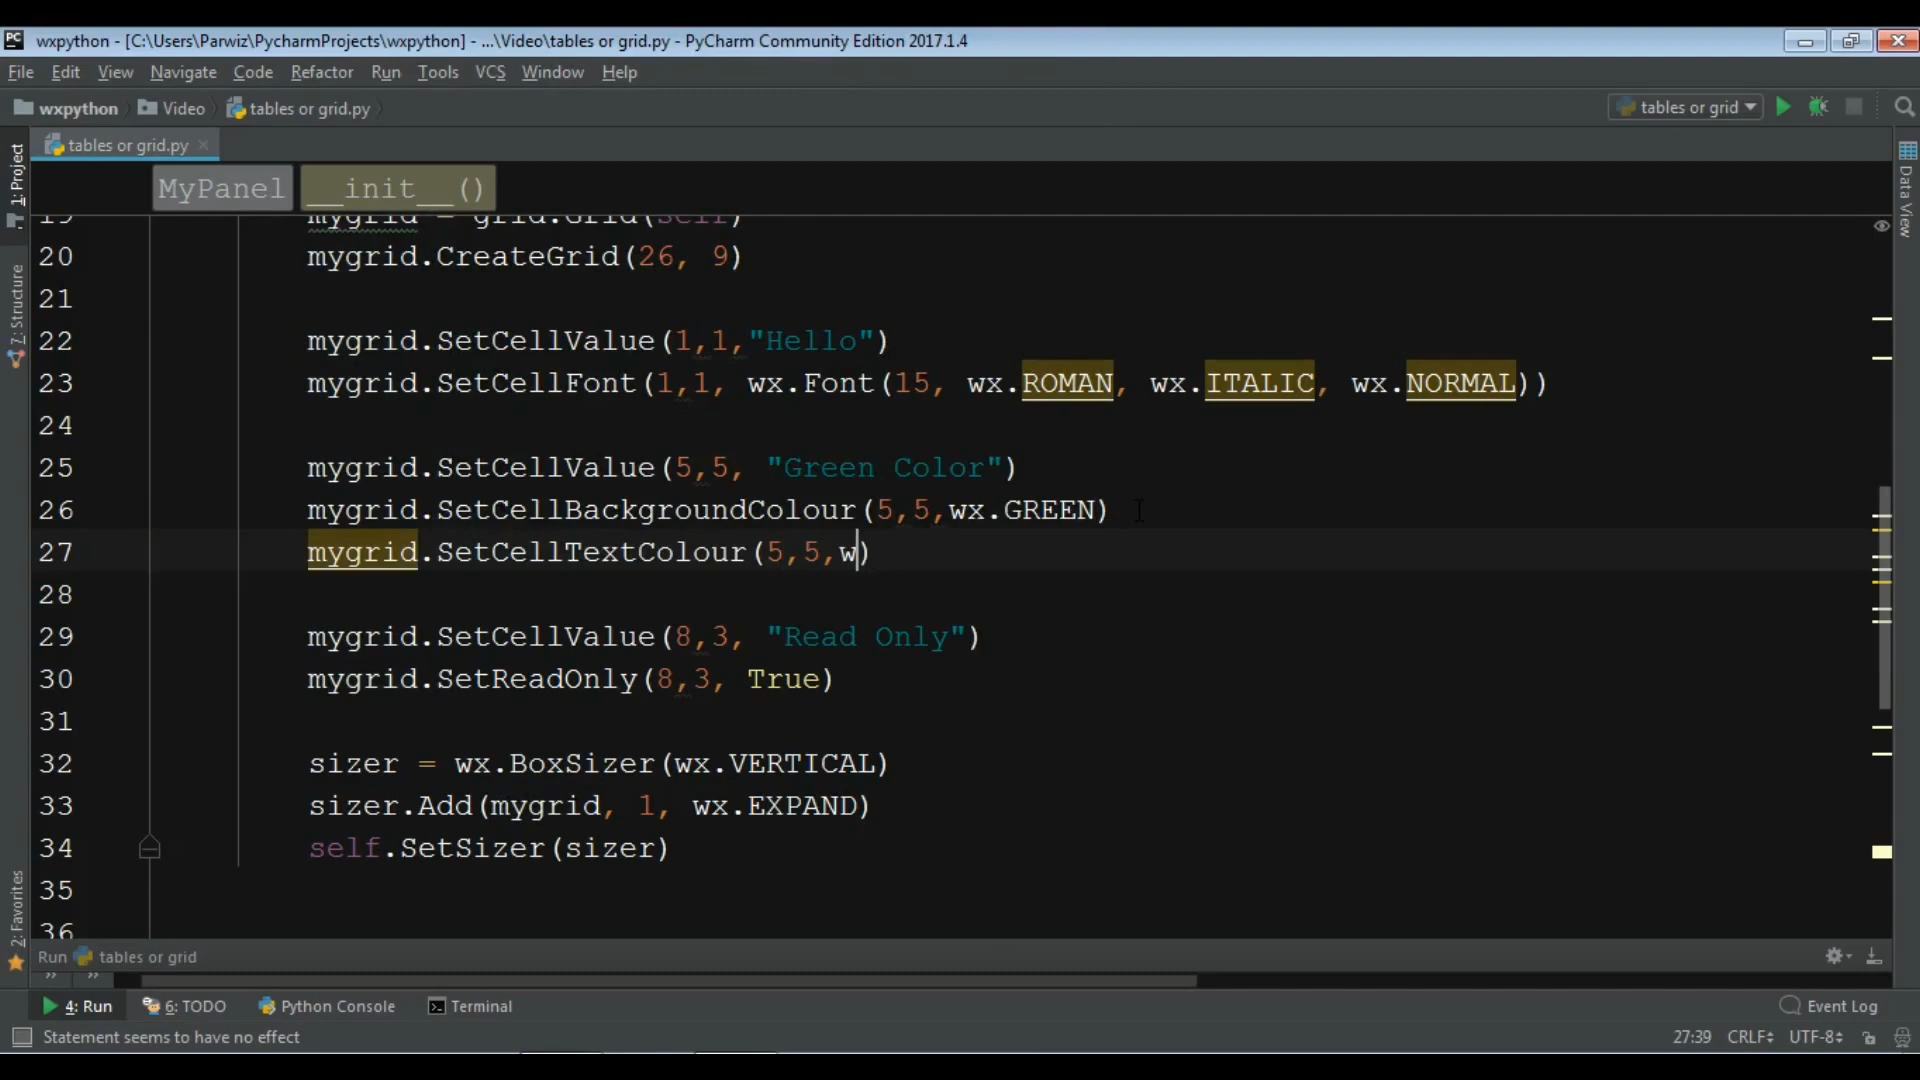 PC wxpython - [C:\Users\Parwiz\PycharmProjects\wxpython] - ...\Video\tables or grid.py - PyCharm Community Edition 2017.1.4
File Edit View Navigate Code Refactor Run Tools VCS Window Help
wxpython Video tables or grid.py tables or grid
tables or grid.py
1: Project
7: Structure
2: Favorites
Data View
MyPanel __init__()
19 mygrid = grid.Grid(self)
20 mygrid.CreateGrid(26, 9)
21
22 mygrid.SetCellValue(1,1,"Hello")
23 mygrid.SetCellFont(1,1, wx.Font(15, wx.ROMAN, wx.ITALIC, wx.NORMAL))
24
25 mygrid.SetCellValue(5,5, "Green Color")
26 mygrid.SetCellBackgroundColour(5,5,wx.GREEN)
27 mygrid.SetCellTextColour(5,5,w)
28
29 mygrid.SetCellValue(8,3, "Read Only")
30 mygrid.SetReadOnly(8,3, True)
31
32 sizer = wx.BoxSizer(wx.VERTICAL)
33 sizer.Add(mygrid, 1, wx.EXPAND)
34 self.SetSizer(sizer)
35
36
Run tables or grid
» »
4: Run 6: TODO Python Console Terminal Event Log
Statement seems to have no effect 27:39 CRLF UTF-8